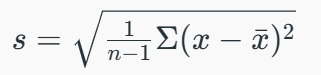 s = √(1/(n−1) Σ(x − x̄)²)